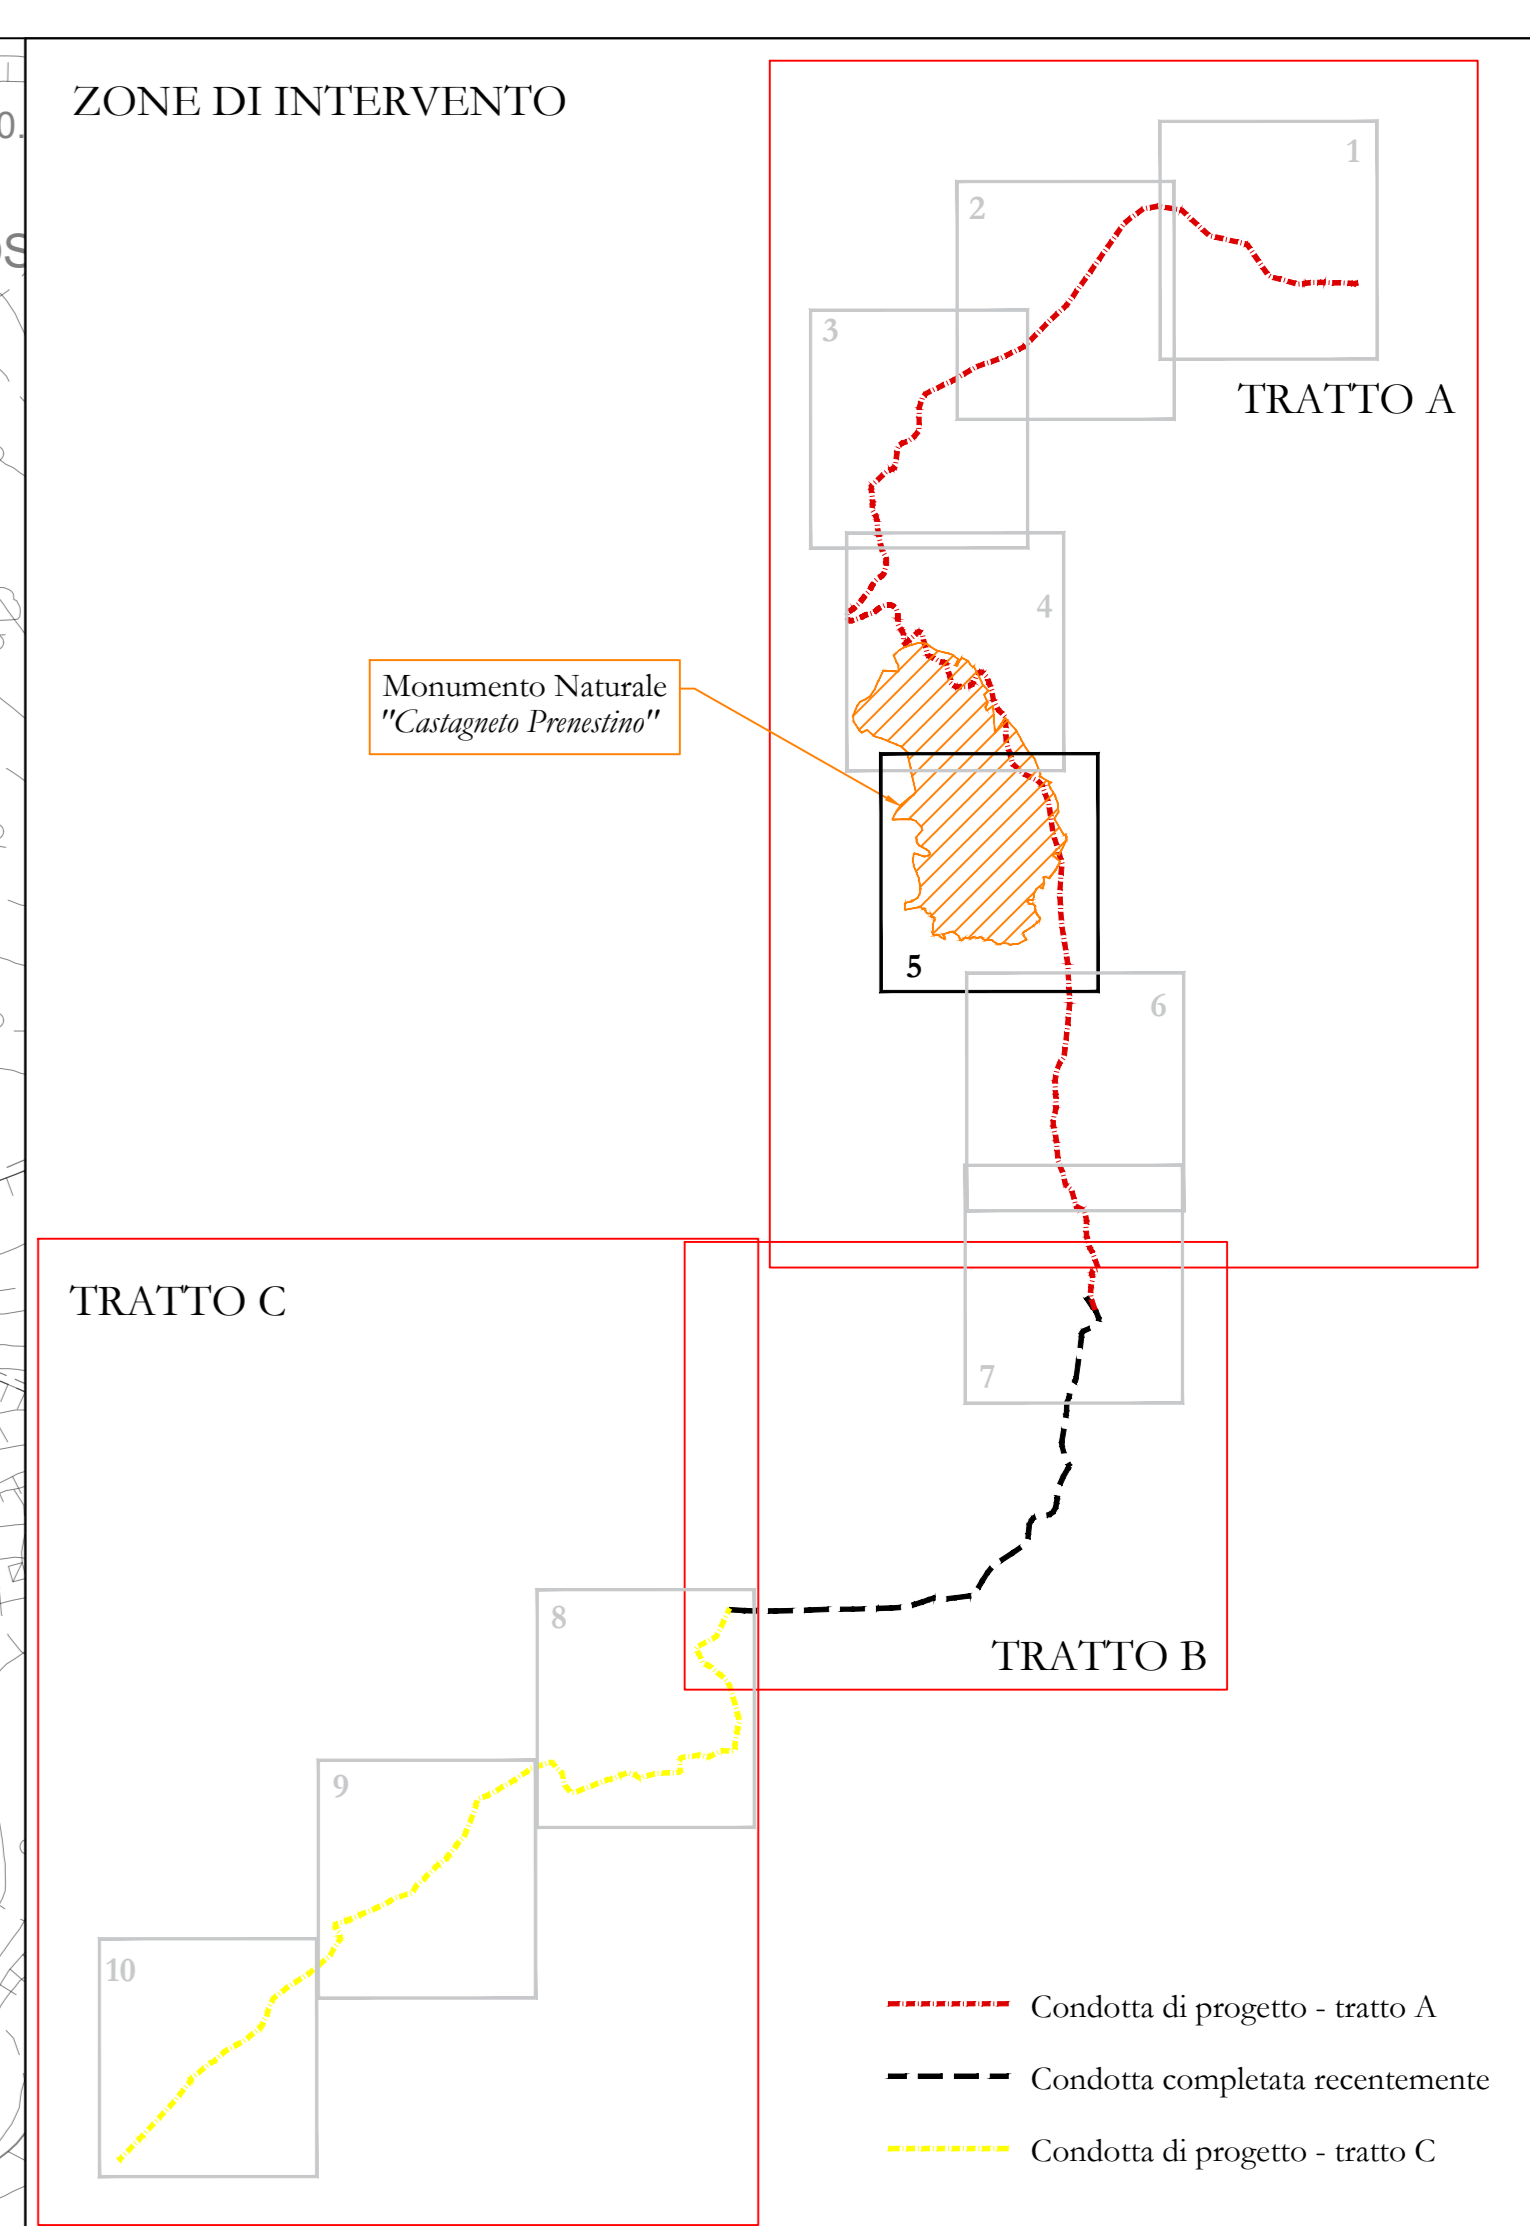 ZONE DI INTERVENTO
1
2
TRATTO A
3
4
Monumento Naturale
"Castagneto Prenestino"
5
6
TRATTO C
7
8
TRATTO B
9
10
Condotta di progetto - tratto A
Condotta completata recentemente
Condotta di progetto - tratto C